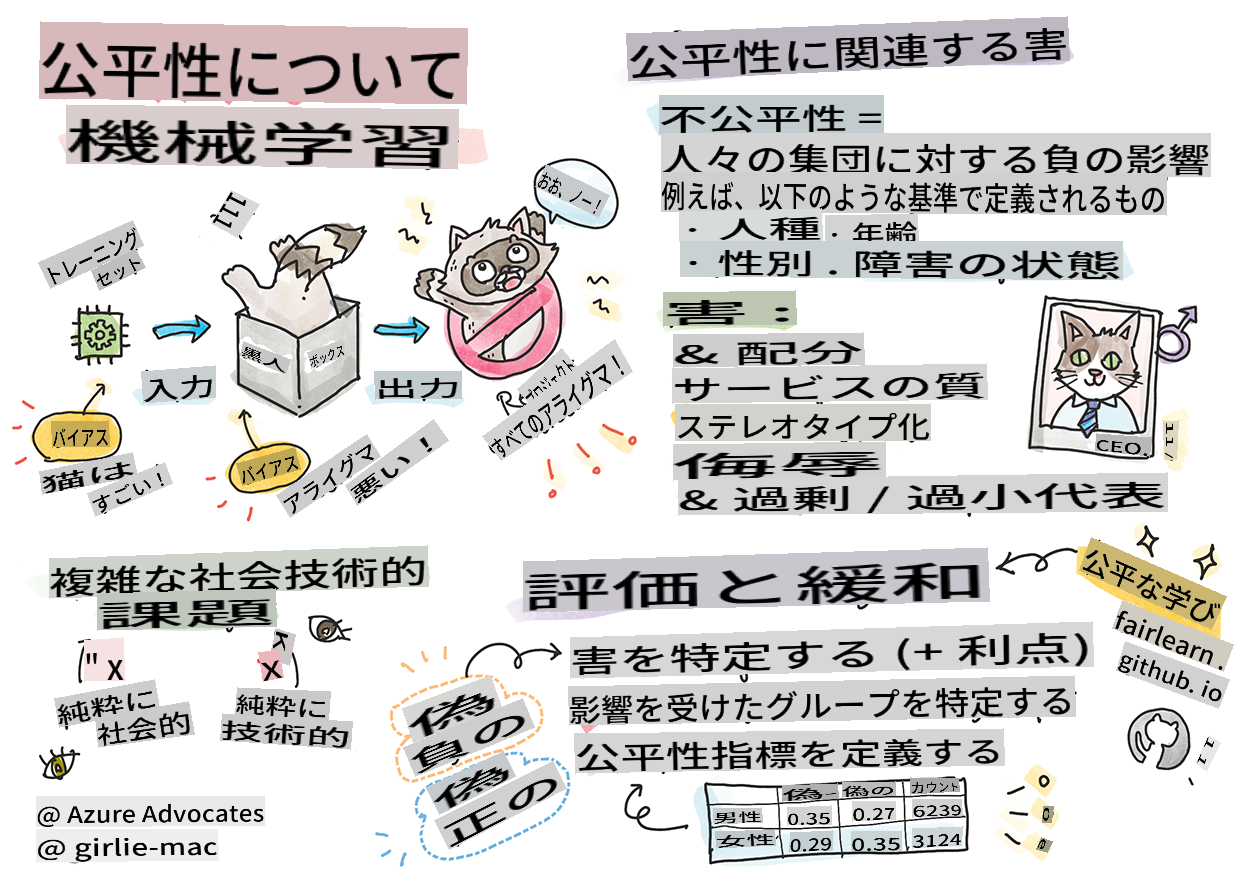 公平性について
機械学習
トレーニング
セット
おお、ノー！
黒人
ボックス
入力
出力
すべてのアライグマ！
バイアス
猫は
すごい！
バイアス
アライグマ
悪い！
公平性に関連する害
不公平性 =
人々の集団に対する負の影響
例えば、以下のような基準で定義されるもの
・人種 ・年齢
・性別 . 障害の状態
害：
& 配分
サービスの質
ステレオタイプ化
侮辱
& 過剰 / 過小代表
CEO.
複雑な社会技術的
課題
" x
x
純粋に
社会的
純粋に
技術的
@ Azure Advocates
@ girlie-mac
評価と緩和
公平な学び
fairlearn.
github. io
害を特定する (+ 利点)
影響を受けたグループを特定する
公平性指標を定義する
偽
負の
偽
正の
偽- 偽の カウント
男性 0.35 0.27 6239
女性 0.29 0.35 .3124